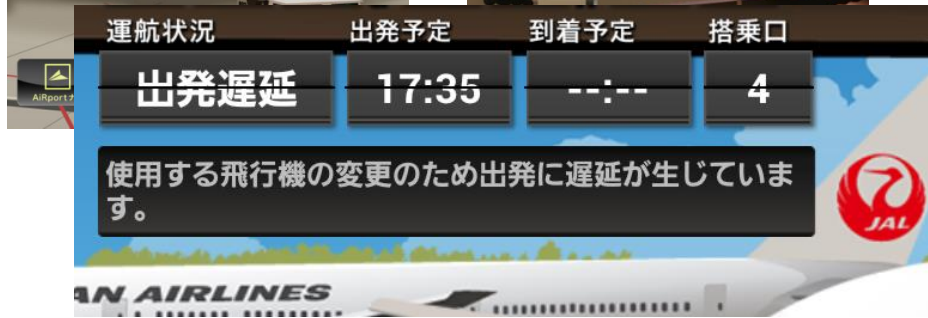 運航状況 出発予定 到着予定 搭乗口
出発遅延 17:35 --:-- 4
AiRport
使用する飛行機の変更のため出発に遅延が生じていま
す。
JAL
AN AIRLINES